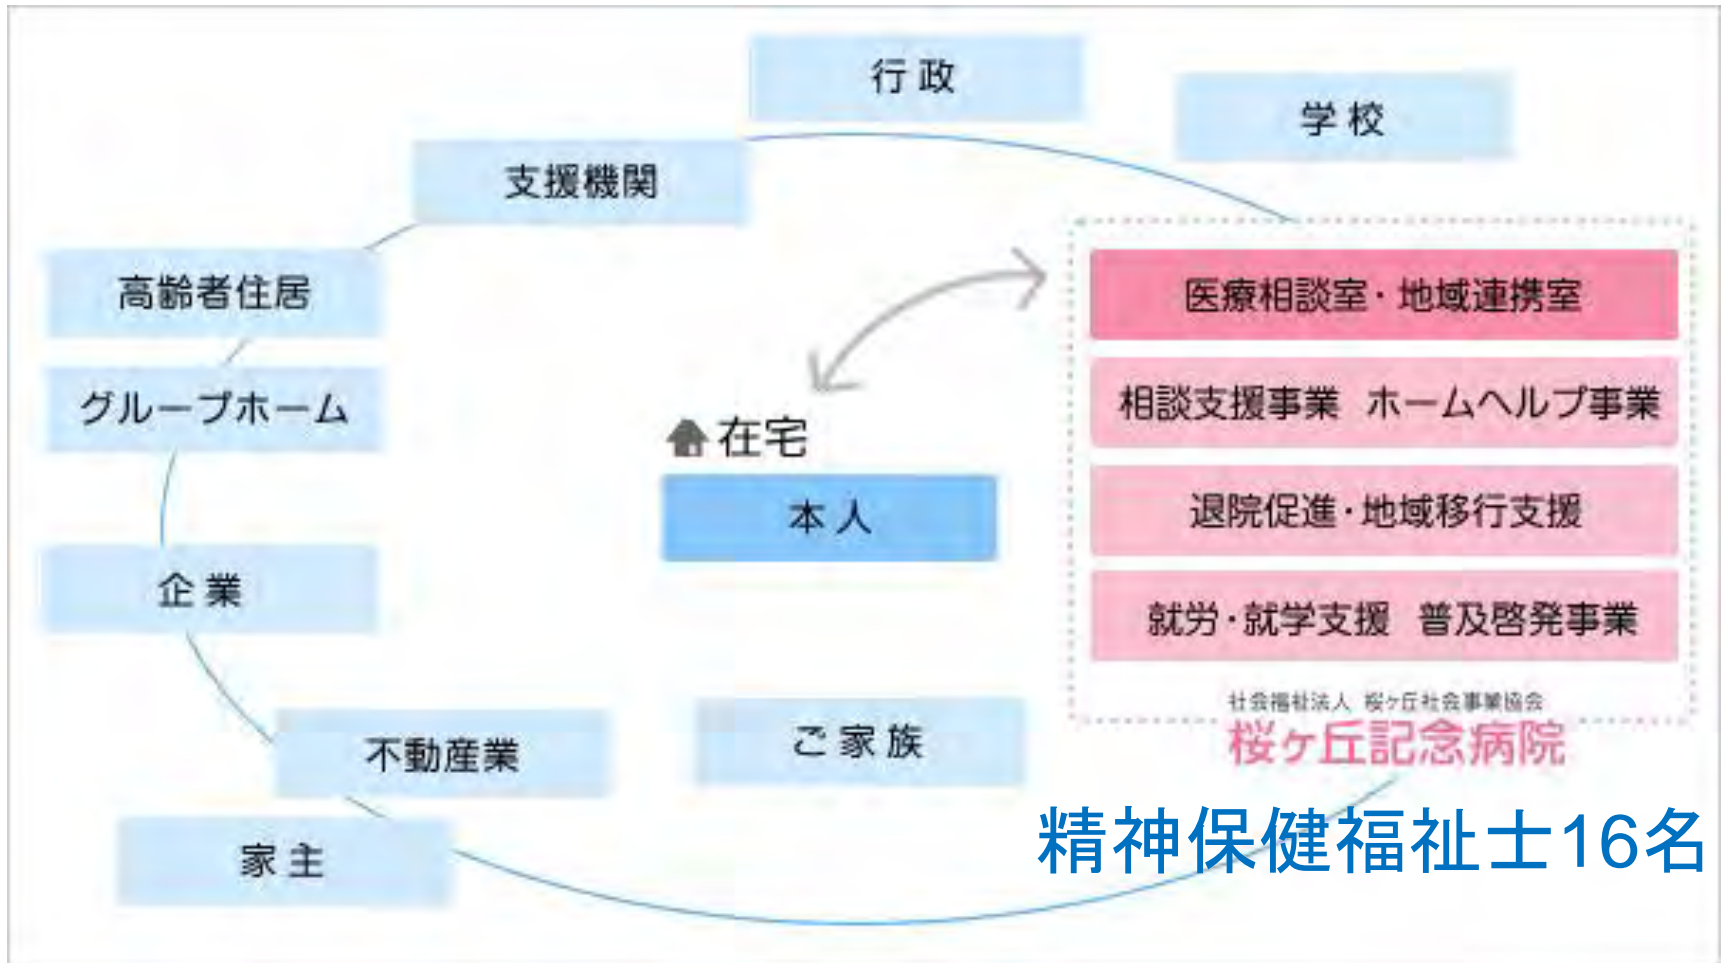 行政
学校
支援機関
高齢者住居
グループホーム
企業
不動産業
家主
在宅
本人
ご家族
医療相談室・地域連携室
相談支援事業 ホームヘルプ事業
退院促進・地域移行支援
就労・就学支援 普及啓発事業
社会福祉法人 桜ヶ丘社会事業協会
桜ヶ丘記念病院
精神保健福祉士16名